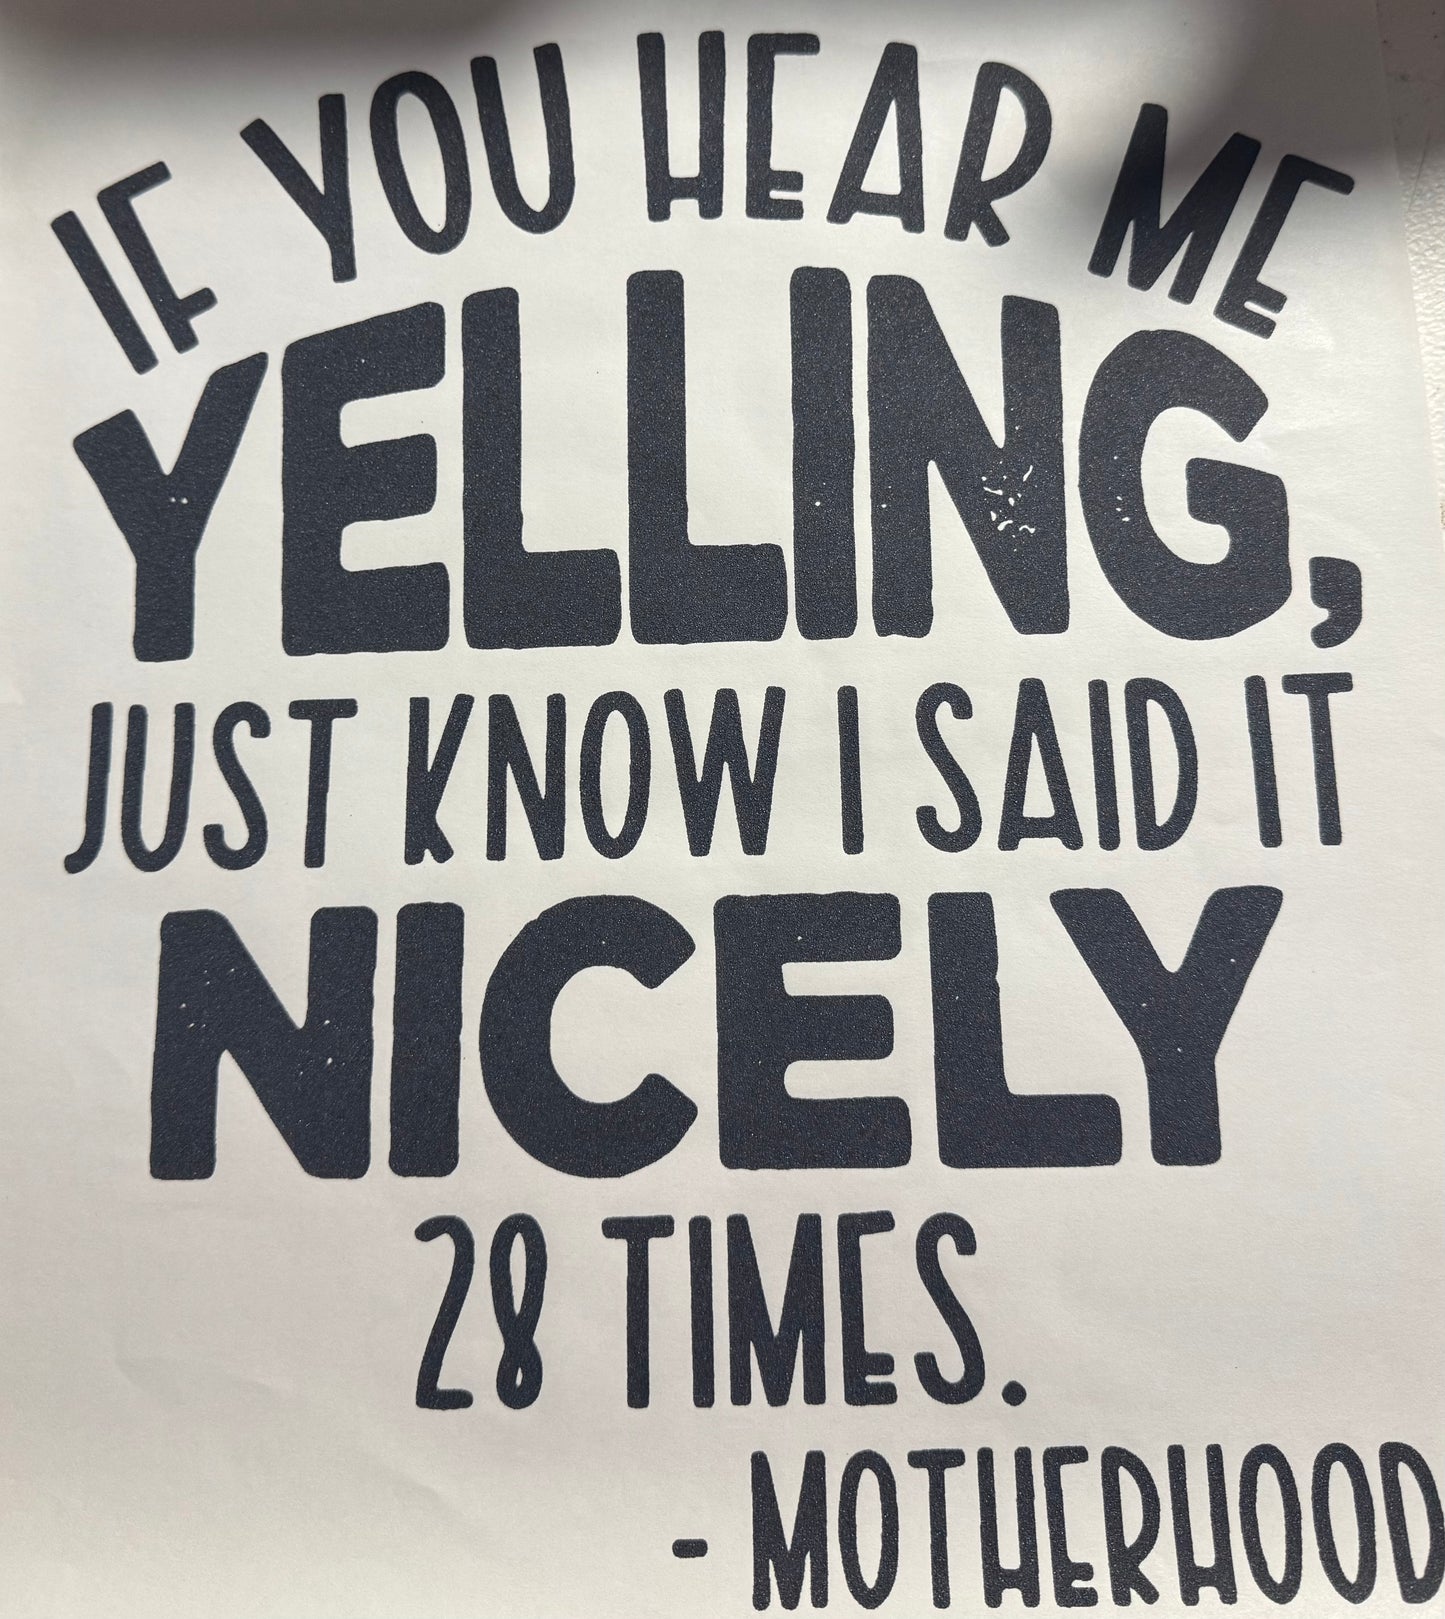 IF YOU HEAR ME
YELLING,
JUST KNOW I SAID IT
NICELY
28 TIMES.
- MOTHERHOOD